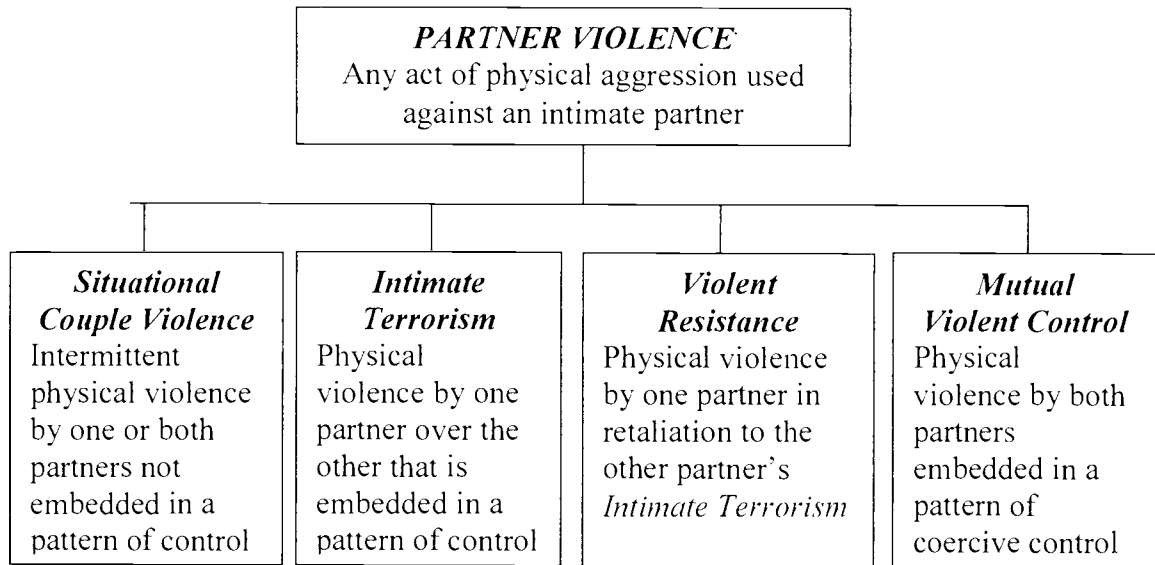 PARTNER VIOLENCE
Any act of physical aggression used
against an intimate partner
Situational
Couple Violence
Intermittent
physical violence
by one or both
partners not
embedded in a
pattern of control
Intimate
Terrorism
Physical
violence by one
partner over the
other that is
embedded in a
pattern of control
Violent
Resistance
Physical violence
by one partner in
retaliation to the
other partner's
Intimate Terrorism
Mutual
Violent Control
Physical
violence by both
partners
embedded in a
pattern of
coercive control